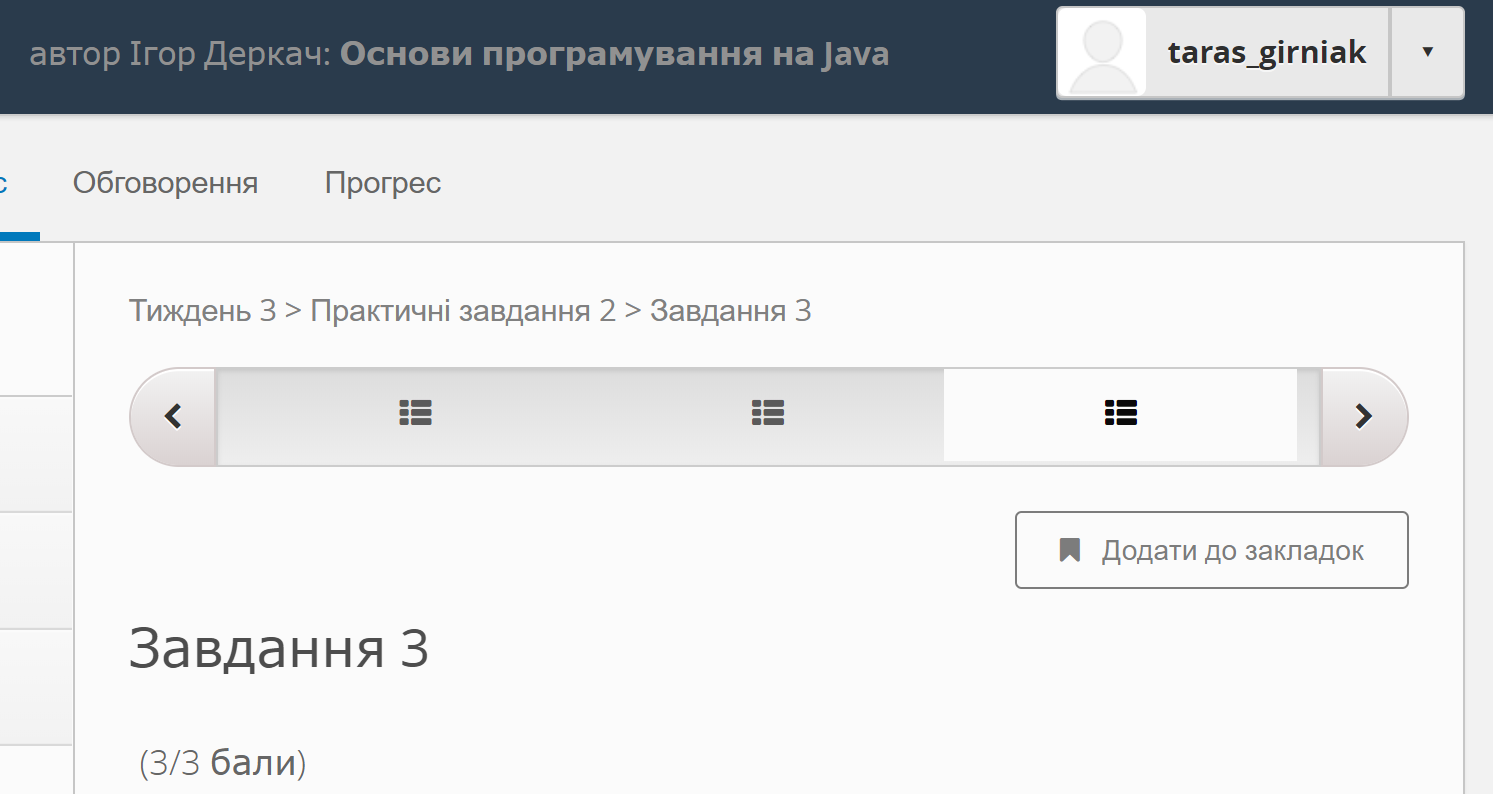 автор Ігор Деркач: Основи програмування на Java
taras_girniak
с Обговорення Прогрес
Тиждень 3 > Практичні завдання 2 > Завдання 3
Додати до закладок
Завдання 3
(3/3 бали)